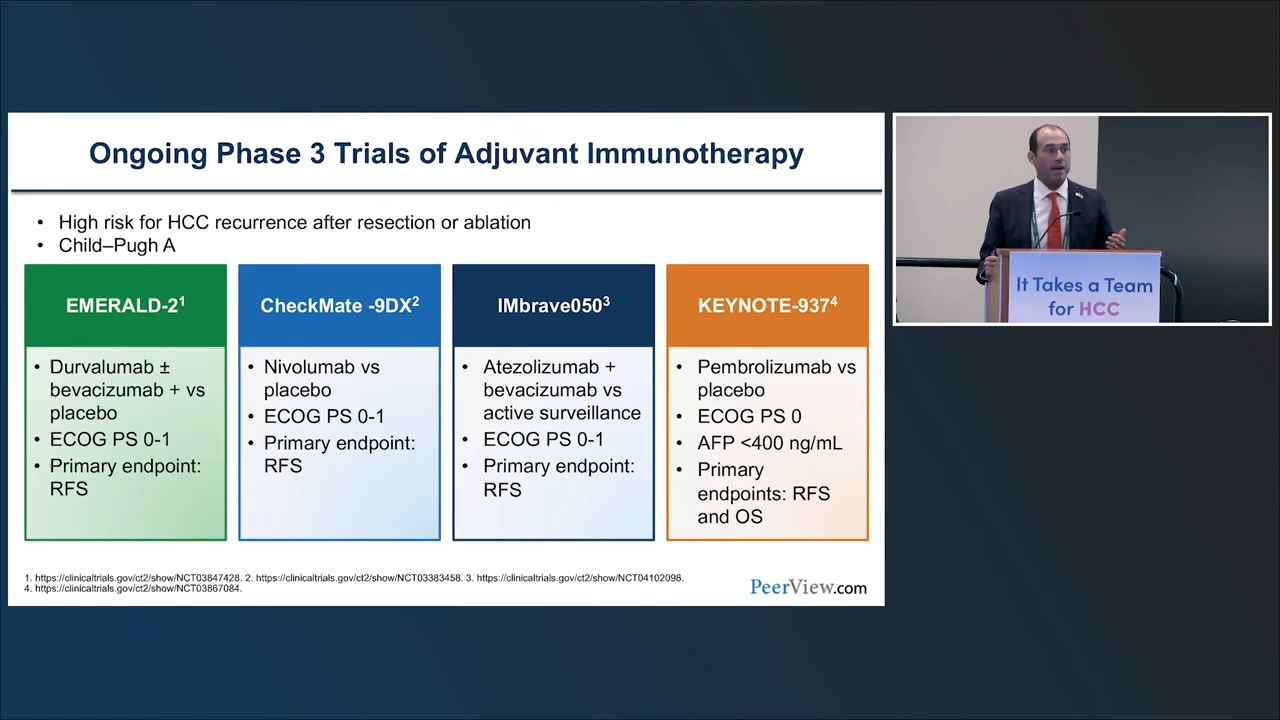 Ongoing Phase 3 Trials of Adjuvant Immunotherapy
• High risk for HCC recurrence after resection or ablation
• Child–Pugh A
EMERALD-2¹
• Durvalumab ±
bevacizumab + vs
placebo
• ECOG PS 0-1
• Primary endpoint:
RFS
CheckMate -9DX²
• Nivolumab vs
placebo
• ECOG PS 0-1
• Primary endpoint:
RFS
IMbrave050³
• Atezolizumab +
bevacizumab vs
active surveillance
• ECOG PS 0-1
• Primary endpoint:
RFS
KEYNOTE-937⁴
• Pembrolizumab vs
placebo
• ECOG PS 0
• AFP <400 ng/mL
• Primary
endpoints: RFS
and OS
1. https://clinicaltrials.gov/ct2/show/NCT03847428. 2. https://clinicaltrials.gov/ct2/show/NCT03383458. 3. https://clinicaltrials.gov/ct2/show/NCT04102098.
4. https://clinicaltrials.gov/ct2/show/NCT03867084.
PeerView.com
It Takes a Team
for HCC